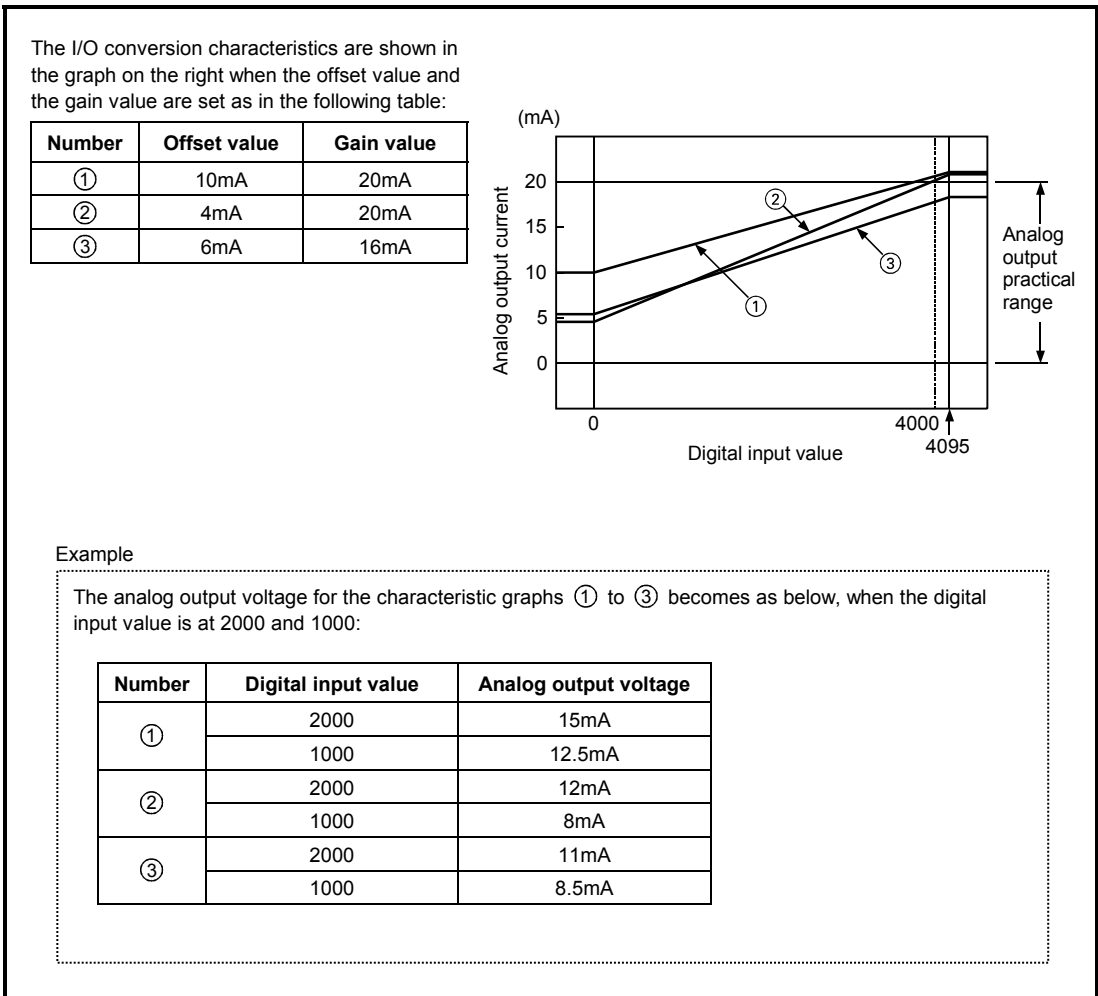 The I/O conversion characteristics are shown in
the graph on the right when the offset value and
the gain value are set as in the following table:
Number Offset value Gain value
① 10mA 20mA
② 4mA 20mA
③ 6mA 16mA
(mA)
Analog output current
20
15
10
5
0
②
③
①
Analog
output
practical
range
0
4000
4095
Digital input value
Example
The analog output voltage for the characteristic graphs ① to ③ becomes as below, when the digital
input value is at 2000 and 1000:
Number Digital input value Analog output voltage
① 2000 15mA
1000 12.5mA
② 2000 12mA
1000 8mA
③ 2000 11mA
1000 8.5mA